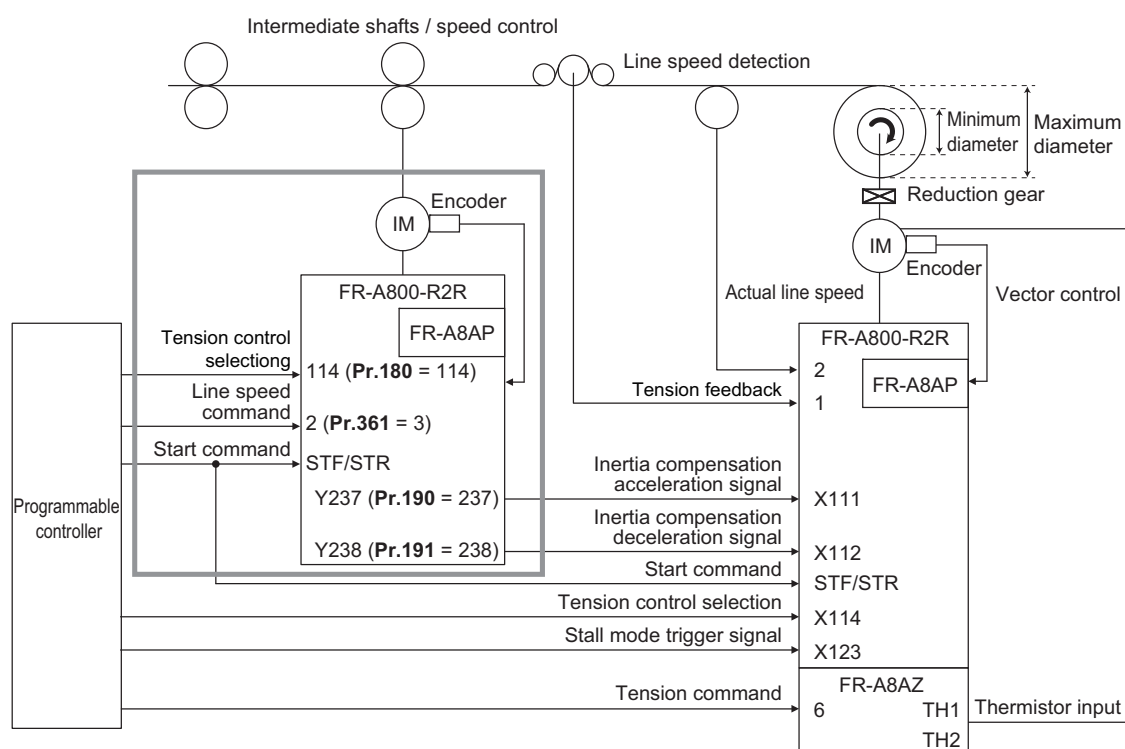 Intermediate shafts / speed control
Line speed detection
Minimum
diameter
Maximum
diameter
Reduction gear
Encoder
IM
IM
Encoder
Actual line speed
Vector control
FR-A800-R2R
FR-A8AP
FR-A800-R2R
FR-A8AP
Tension control
selectiong
114 (Pr.180 = 114)
Line speed
command
2 (Pr.361 = 3)
Start command
STF/STR
Y237 (Pr.190 = 237)
Y238 (Pr.191 = 238)
Programmable
controller
2
Tension feedback
1
Inertia compensation
acceleration signal
X111
Inertia compensation
deceleration signal
X112
Start command
STF/STR
Tension control selection
X114
Stall mode trigger signal
X123
FR-A8AZ
Tension command
6
TH1
Thermistor input
TH2